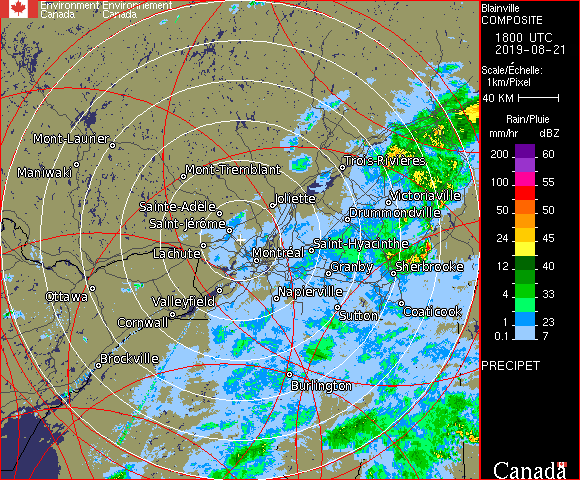 Environment Environnement
Canada Canada
Blainville
COMPOSITE
1800 UTC
2019-08-21
Scale/Échelle:
1km/Pixel
40 KM
Rain/Pluie
mm/hr dBZ
200 60
100 55
50 50
24 45
12 40
4 33
1 23
0.1 7
PRECIPET
Canada
Mont-Laurier
Maniwaki
Mont-Tremblant
Trois-Rivières
Joliette
Victoriaville
Sainte-Adèle
Drummondville
Saint-Jérôme
Saint-Hyacinthe
Lachute
Montréal
Granby
Sherbrooke
Ottawa
Valleyfield
Napierville
Cornwall
Sutton
Coaticook
Brockville
Burlington